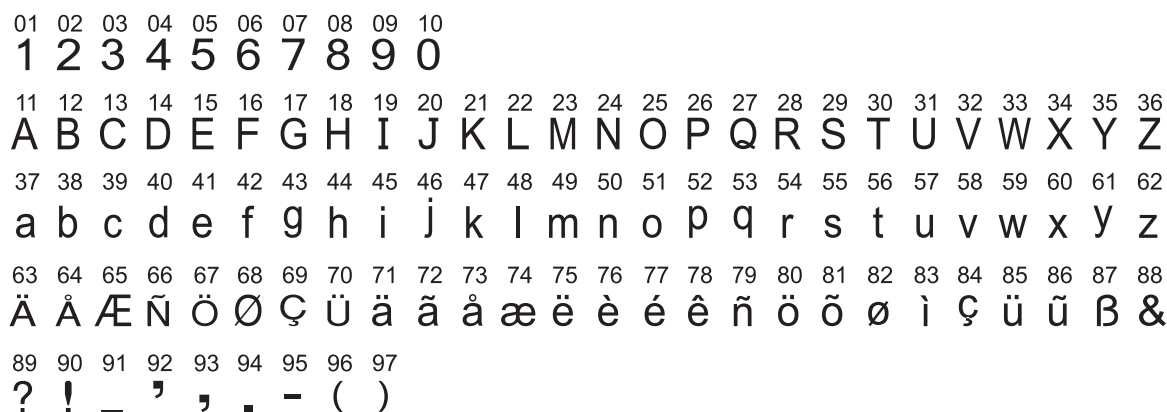 01 02 03 04 05 06 07 08 09 10
1 2 3 4 5 6 7 8 9 0
11 12 13 14 15 16 17 18 19 20 21 22 23 24 25 26 27 28 29 30 31 32 33 34 35 36
A B C D E F G H I J K L M N O P Q R S T U V W X Y Z
37 38 39 40 41 42 43 44 45 46 47 48 49 50 51 52 53 54 55 56 57 58 59 60 61 62
a b c d e f g h i j k l m n o p q r s t u v w x y z
63 64 65 66 67 68 69 70 71 72 73 74 75 76 77 78 79 80 81 82 83 84 85 86 87 88
Ä Å Æ Ñ Ö Ø Ç Ü ä ã å æ ë è é ê ñ ö õ ø ì ç ü ũ ß &
89 90 91 92 93 94 95 96 97
? ! _ ’ , . - ( )